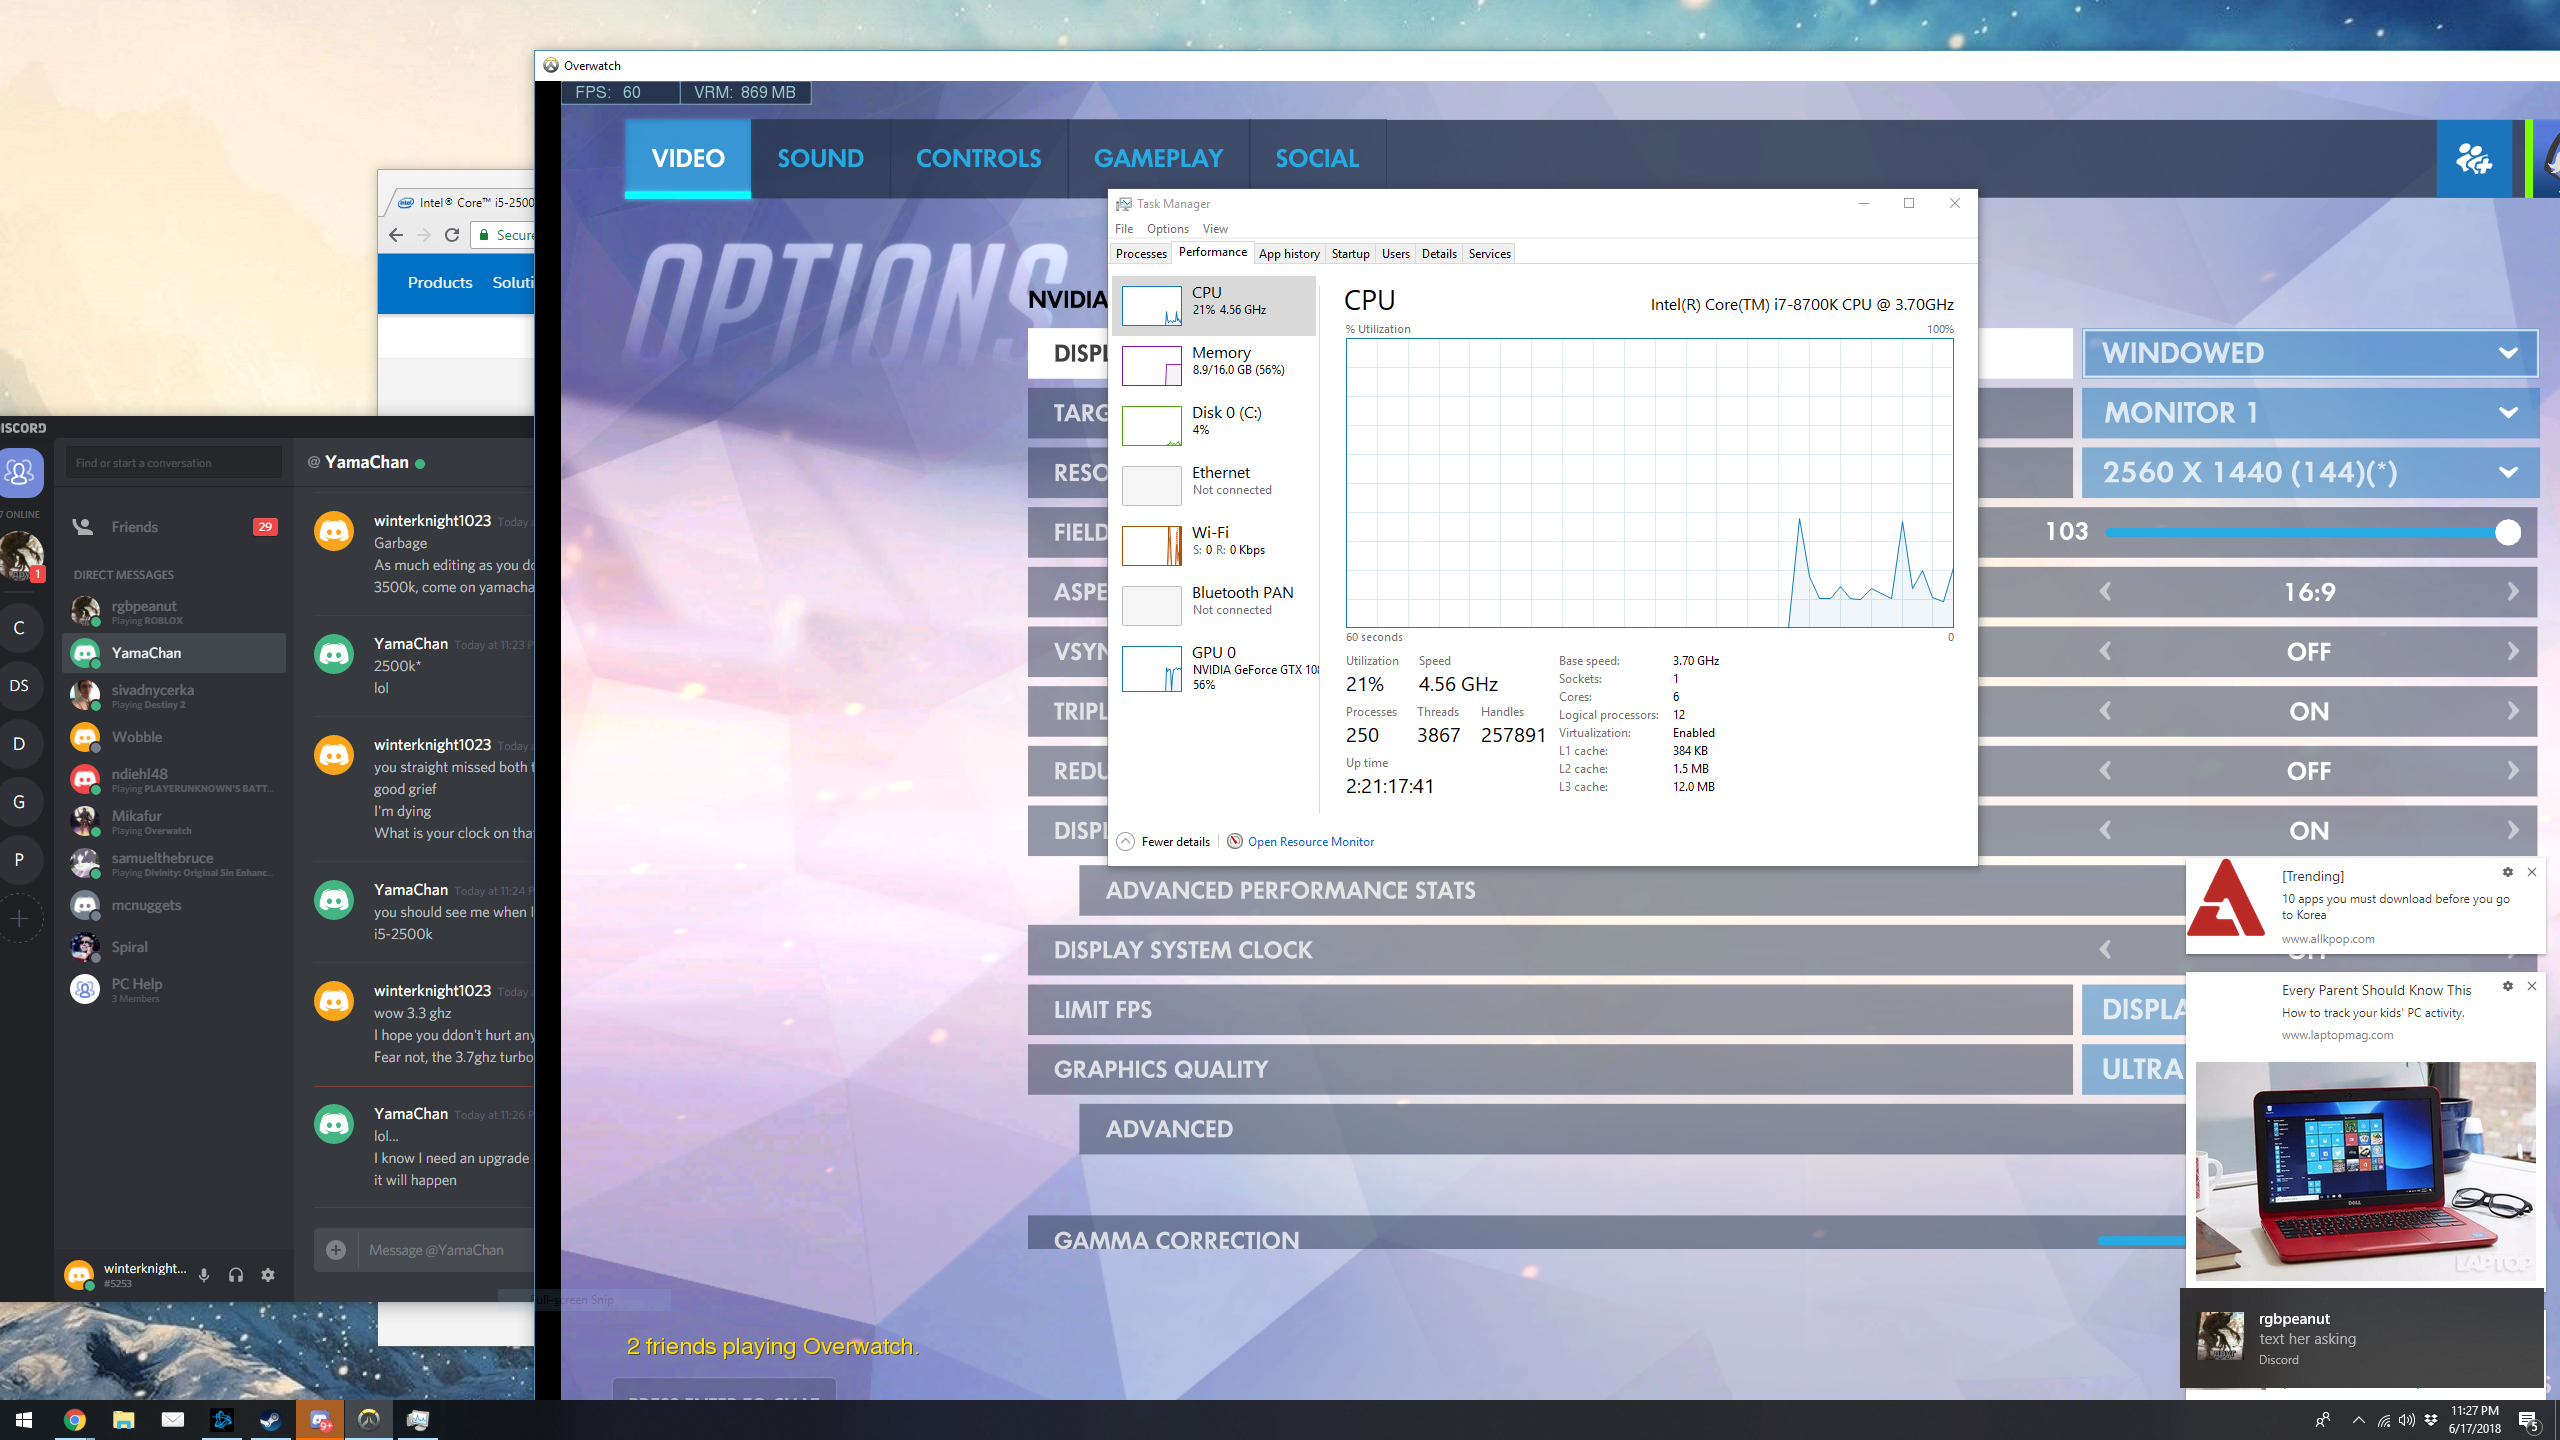 Overwatch
FPS: 60
VRM: 869 MB
VIDEO
SOUND
CONTROLS
GAMEPLAY
SOCIAL
OPTIONS
NVIDIA
DISPL
WINDOWED
TARG
MONITOR 1
RESO
2560 X 1440 (144)(*)
FIELD
103
ASPE
16:9
VSYN
OFF
TRIPL
ON
REDU
OFF
DISPL
ON
ADVANCED PERFORMANCE STATS
DISPLAY SYSTEM CLOCK
OFF
LIMIT FPS
DISPLA
GRAPHICS QUALITY
ULTRA
ADVANCED
GAMMA CORRECTION
2 friends playing Overwatch.
PRESS ENTER TO CHAT
Task Manager
File Options View
Processes Performance App history Startup Users Details Services
CPU
21% 4.56 GHz
Memory
8.9/16.0 GB (56%)
Disk 0 (C:)
4%
Ethernet
Not connected
Wi-Fi
S: 0 R: 0 Kbps
Bluetooth PAN
Not connected
GPU 0
NVIDIA GeForce GTX 108
56%
CPU
Intel(R) Core(TM) i7-8700K CPU @ 3.70GHz
% Utilization
100%
60 seconds
0
Utilization
21%
Speed
4.56 GHz
Processes
250
Threads
3867
Handles
257891
Up time
2:21:17:41
Base speed: 3.70 GHz
Sockets: 1
Cores: 6
Logical processors: 12
Virtualization: Enabled
L1 cache: 384 KB
L2 cache: 1.5 MB
L3 cache: 12.0 MB
Fewer details
Open Resource Monitor
Intel® Core™ i5-2500
Secure
Products Soluti
DISCORD
7 ONLINE
1
C
DS
D
G
P
Find or start a conversation
Friends
29
DIRECT MESSAGES
rgbpeanut
Playing ROBLOX
YamaChan
sivadnycerka
Playing Destiny 2
Wobble
ndiehl48
Playing PLAYERUNKNOWN'S BATT...
Mikafur
Playing Overwatch
samuelthebruce
Playing Divinity: Original Sin Enhanc...
mcnuggets
Spiral
PC Help
3 Members
winterknight...
#5253
@ YamaChan
winterknight1023 Today a
Garbage
As much editing as you do
3500k, come on yamacha
YamaChan Today at 11:23 P
2500k*
lol
winterknight1023 Today a
you straight missed both t
good grief
I'm dying
What is your clock on tha
YamaChan Today at 11:24 P
you should see me when I
i5-2500k
winterknight1023 Today a
wow 3.3 ghz
I hope you ddon't hurt any
Fear not, the 3.7ghz turbo
YamaChan Today at 11:26 P
lol...
I know I need an upgrade
it will happen
Message @YamaChan
Full-screen Snip
[Trending]
10 apps you must download before you go
to Korea
www.allkpop.com
Every Parent Should Know This
How to track your kids' PC activity.
www.laptopmag.com
DELL
LAPTOP
rgbpeanut
text her asking
Discord
9+
11:27 PM
6/17/2018
5